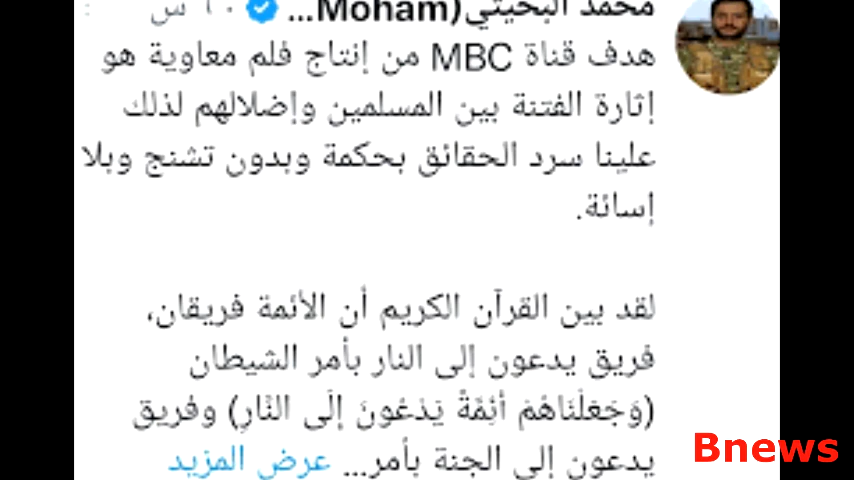 محمد البخيتي(Moham... ١٠ س
هدف قناة MBC من إنتاج فلم معاوية هو
إثارة الفتنة بين المسلمين وإضلالهم لذلك
علينا سرد الحقائق بحكمة وبدون تشنج وبلا
إسائة.
لقد بين القرآن الكريم أن الأئمة فريقان،
فريق يدعون إلى النار بأمر الشيطان
(وَجَعَلْنَاهُمْ أَئِمَّةً يَدْعُونَ إِلَى النَّارِ) وفريق
يدعون إلى الجنة بأمر... عرض المزيد
Bnews